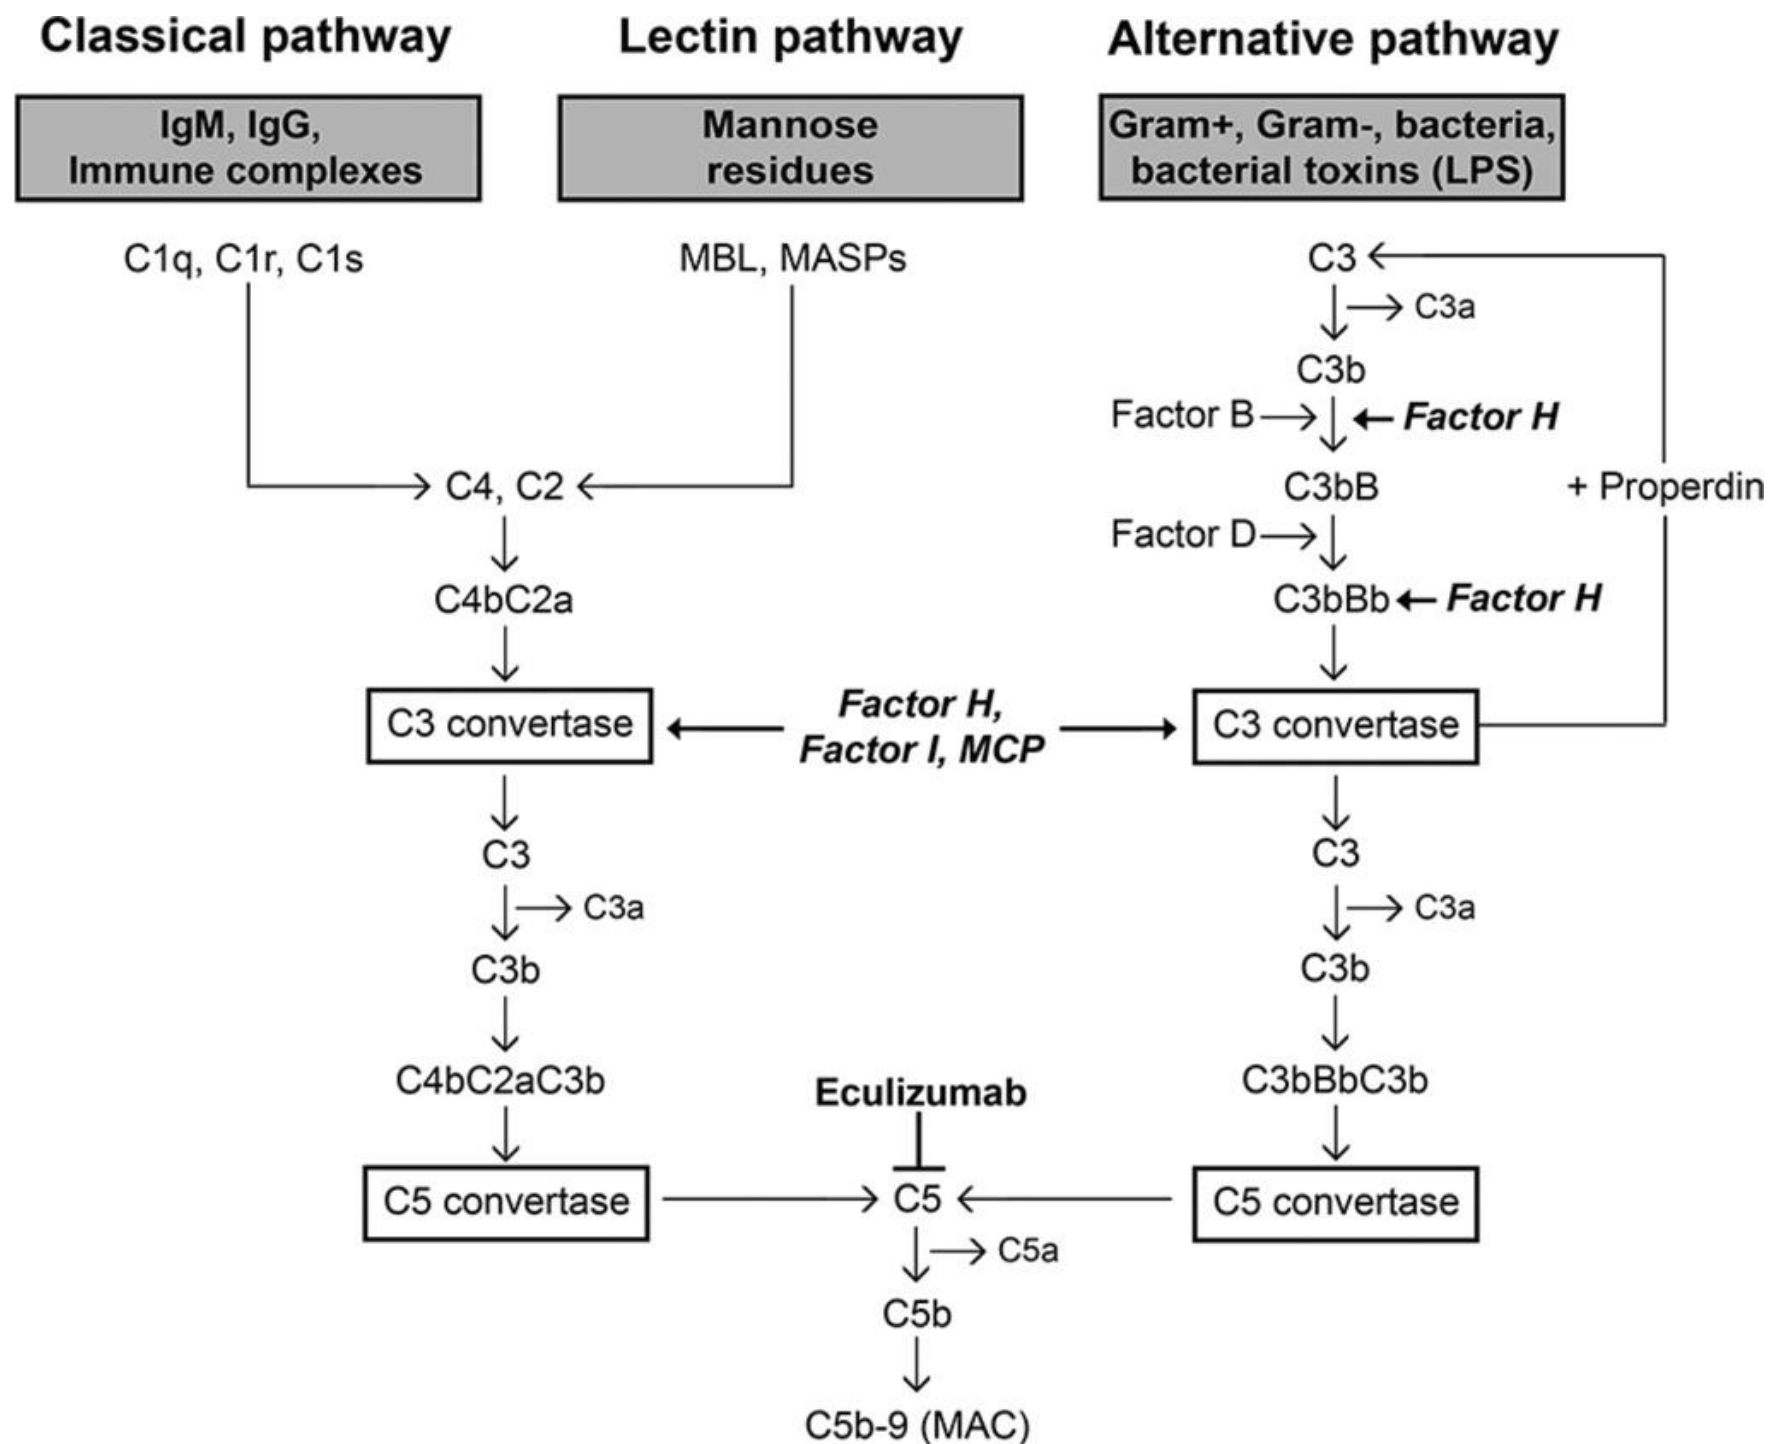 Classical pathway
Lectin pathway
Alternative pathway
IgM, IgG,
Immune complexes
Mannose
residues
Gram+, Gram-, bacteria,
bacterial toxins (LPS)
C1q, C1r, C1s
MBL, MASPs
C3
C3a
C3b
Factor B
Factor H
C4, C2
C3bB
+ Properdin
Factor D
C4bC2a
C3bBb
Factor H
C3 convertase
Factor H,
Factor I, MCP
C3 convertase
C3
C3
C3a
C3a
C3b
C3b
C4bC2aC3b
Eculizumab
C3bBbC3b
C5 convertase
C5
C5 convertase
C5a
C5b
C5b-9 (MAC)